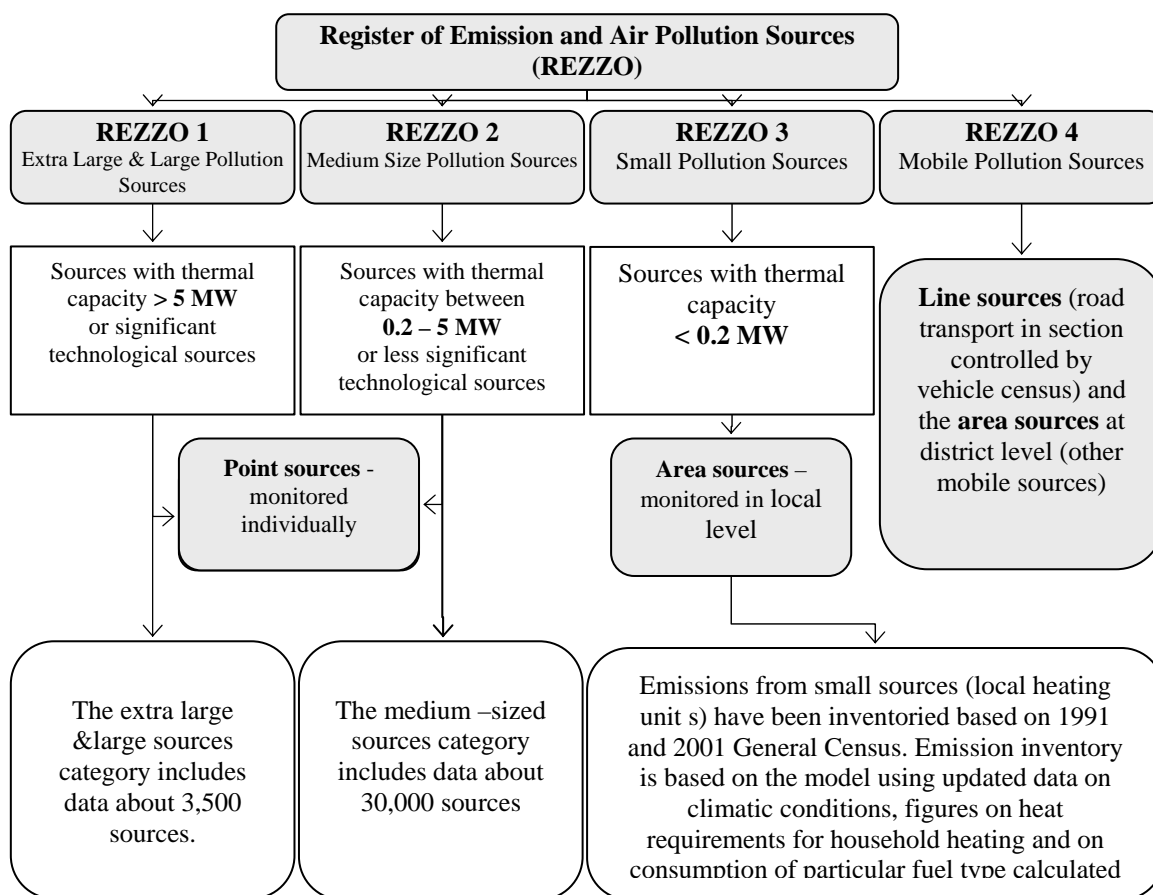 Register of Emission and Air Pollution Sources
(REZZO)
REZZO 1
Extra Large & Large Pollution
Sources
REZZO 2
Medium Size Pollution Sources
REZZO 3
Small Pollution Sources
REZZO 4
Mobile Pollution Sources
Sources with thermal
capacity > 5 MW
or significant
technological sources
Sources with thermal
capacity between
0.2 – 5 MW
or less significant
technological sources
Sources with thermal
capacity
< 0.2 MW
Line sources (road
transport in section
controlled by
vehicle census) and
the area sources at
district level (other
mobile sources)
Point sources -
monitored
individually
Area sources –
monitored in local
level
The extra large
&large sources
category includes
data about 3,500
sources.
The medium –sized
sources category
includes data about
30,000 sources
Emissions from small sources (local heating
unit s) have been inventoried based on 1991
and 2001 General Census. Emission inventory
is based on the model using updated data on
climatic conditions, figures on heat
requirements for household heating and on
consumption of particular fuel type calculated